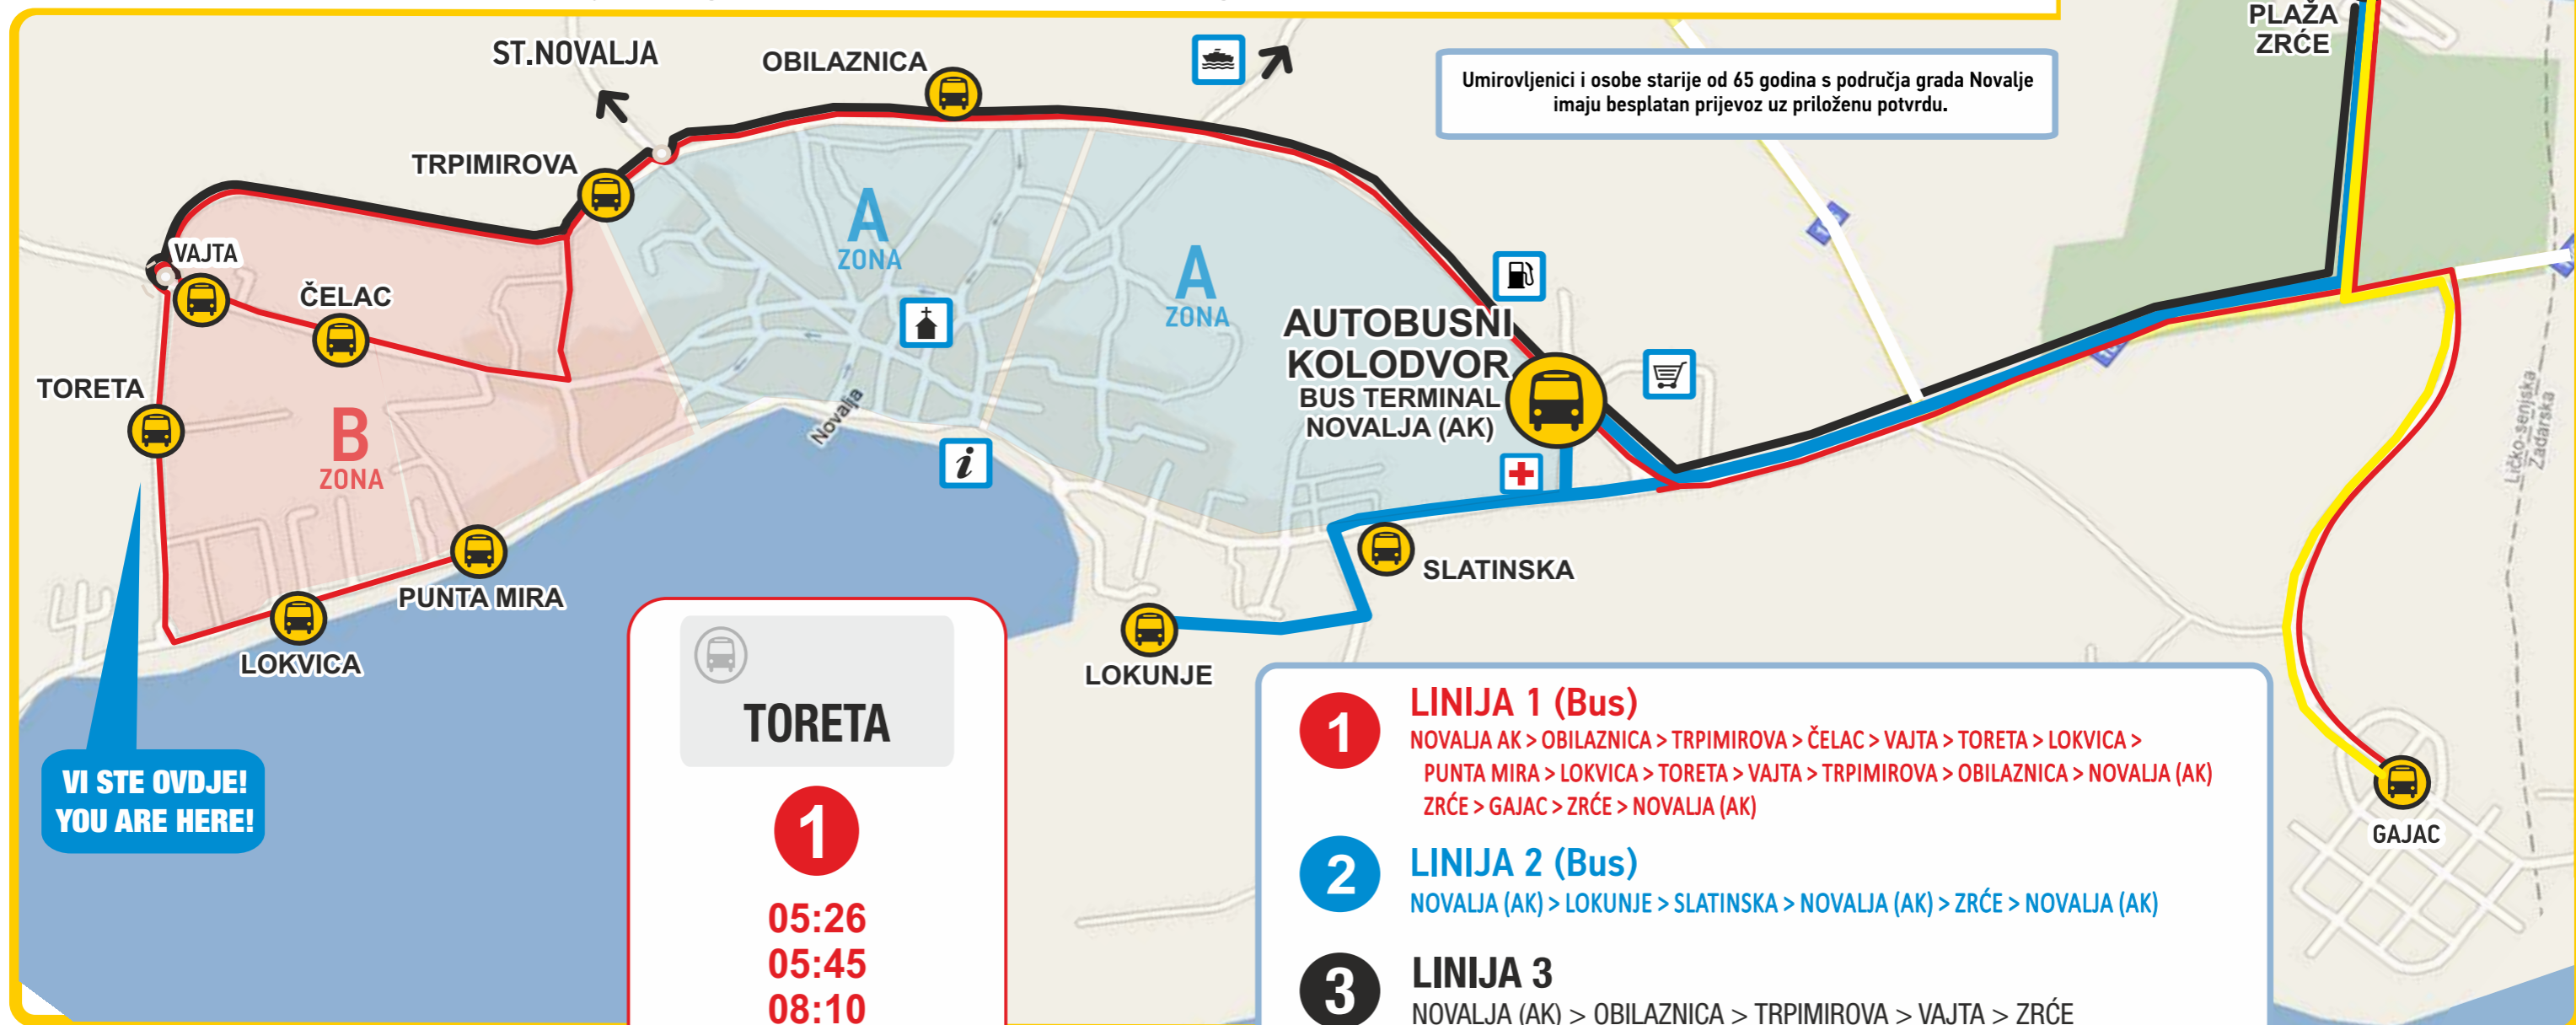 PLAŽA
ZRĆE
ST.NOVALJA
OBILAZNICA
Umirovljenici i osobe starije od 65 godina s područja grada Novalje
imaju besplatan prijevoz uz priloženu potvrdu.
TRPIMIROVA
A
ZONA
VAJTA
A
ZONA
ČELAC
AUTOBUSNI
KOLODVOR
BUS TERMINAL
NOVALJA (AK)
TORETA
B
ZONA
Novalja
i
Ličko-senjska
Zadarska
PUNTA MIRA
SLATINSKA
LOKVICA
LOKUNJE
VI STE OVDJE!
YOU ARE HERE!
TORETA
1
05:26
05:45
08:10
1
LINIJA 1 (Bus)
NOVALJA AK > OBILAZNICA > TRPIMIROVA > ČELAC > VAJTA > TORETA > LOKVICA >
PUNTA MIRA > LOKVICA > TORETA > VAJTA > TRPIMIROVA > OBILAZNICA > NOVALJA (AK)
ZRĆE > GAJAC > ZRĆE > NOVALJA (AK)
2
LINIJA 2 (Bus)
NOVALJA (AK) > LOKUNJE > SLATINSKA > NOVALJA (AK) > ZRĆE > NOVALJA (AK)
3
LINIJA 3
NOVALJA (AK) > OBILAZNICA > TRPIMIROVA > VAJTA > ZRĆE
GAJAC